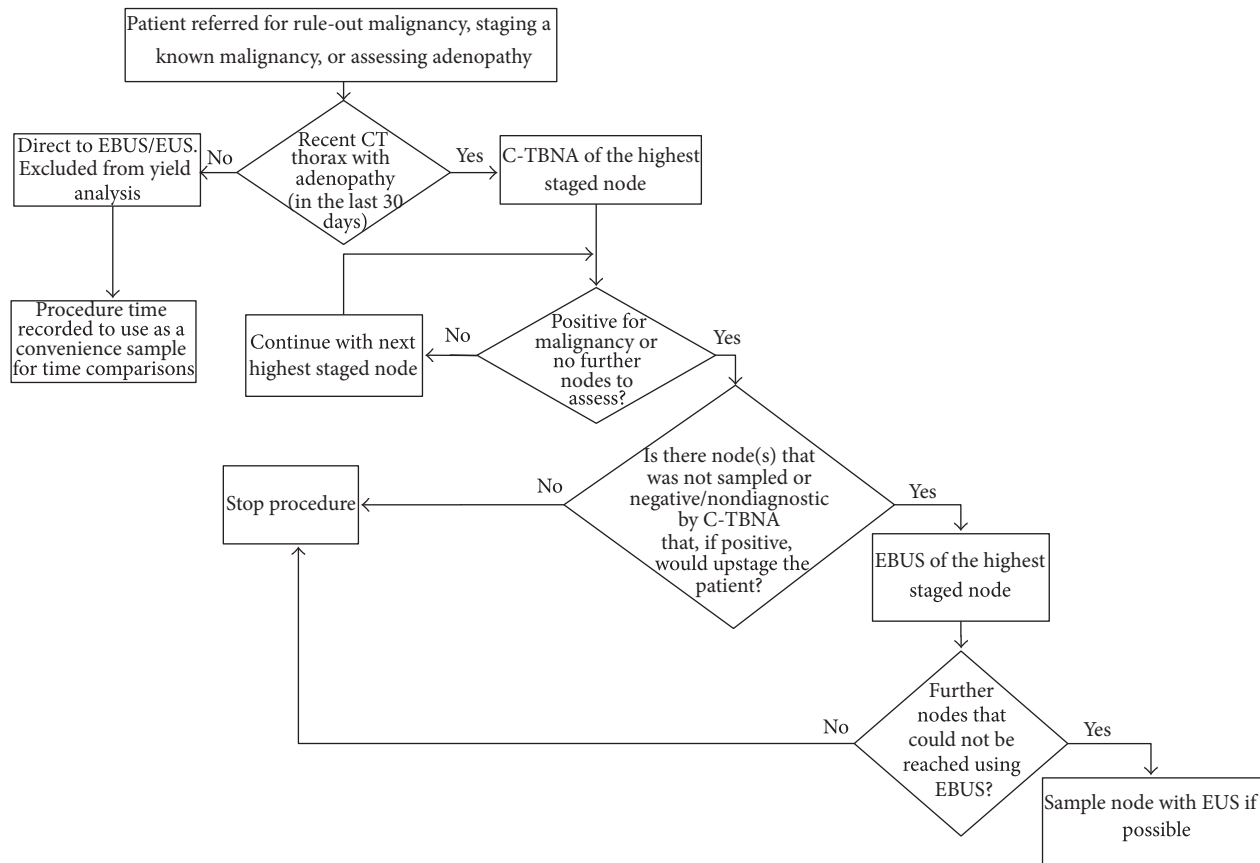 Patient referred for rule-out malignancy, staging a
known malignancy, or assessing adenopathy
Recent CT
thorax with
adenopathy
(in the last 30
days)
No
Yes
Direct to EBUS/EUS.
Excluded from yield
analysis
C-TBNA of the highest
staged node
Procedure time
recorded to use as a
convenience sample
for time comparisons
Continue with next
highest staged node
No
Positive for
malignancy or
no further
nodes to
assess?
Yes
Is there node(s) that
was not sampled or
negative/nondiagnostic
by C-TBNA
that, if positive,
would upstage the
patient?
No
Yes
Stop procedure
EBUS of the highest
staged node
Further
nodes that
could not be
reached using
EBUS?
No
Yes
Sample node with EUS if
possible